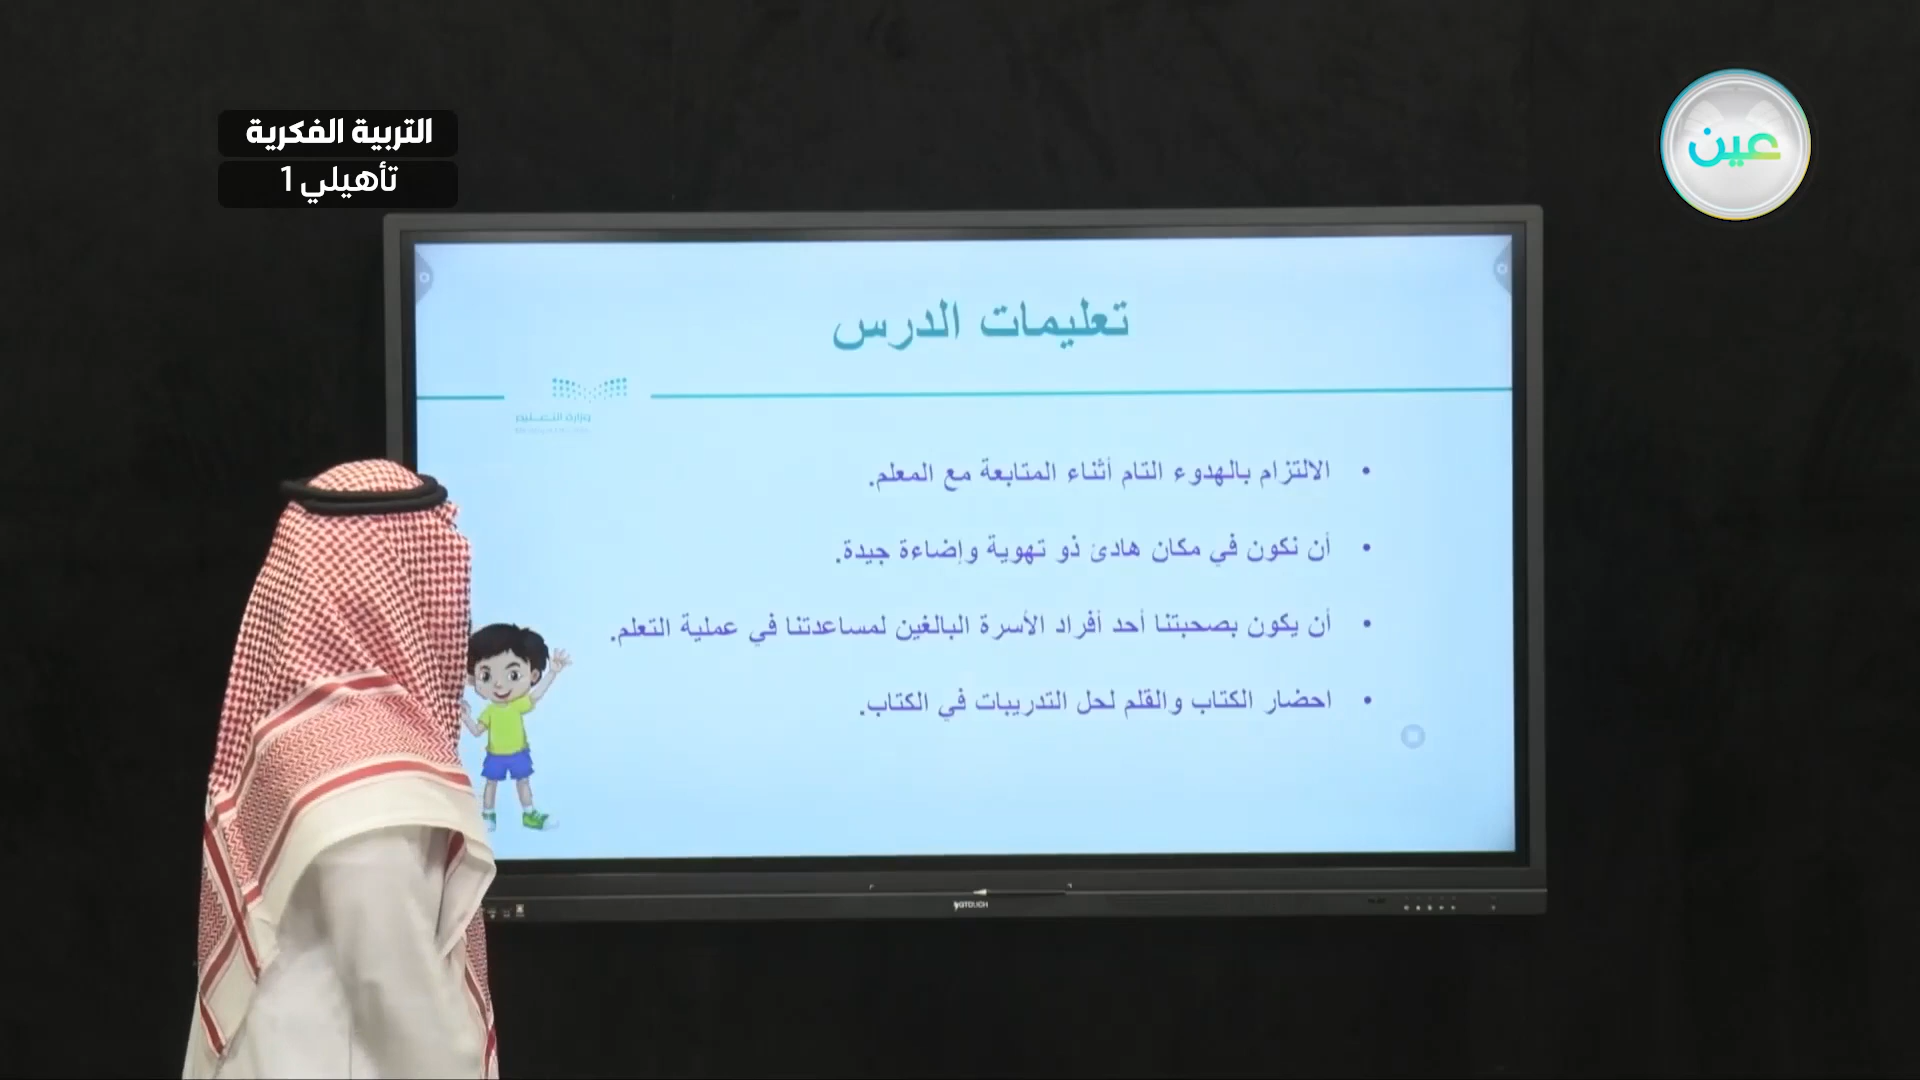 التربية الفكرية
تأهيلي 1
عين
تعليمات الدرس
وزارة التعليم
• الالتزام بالهدوء التام أثناء المتابعة مع المعلم.
• أن نكون في مكان هادئ ذو تهوية وإضاءة جيدة.
• أن يكون بصحبتنا أحد أفراد الأسرة البالغين لمساعدتنا في عملية التعلم.
• احضار الكتاب والقلم لحل التدريبات في الكتاب.